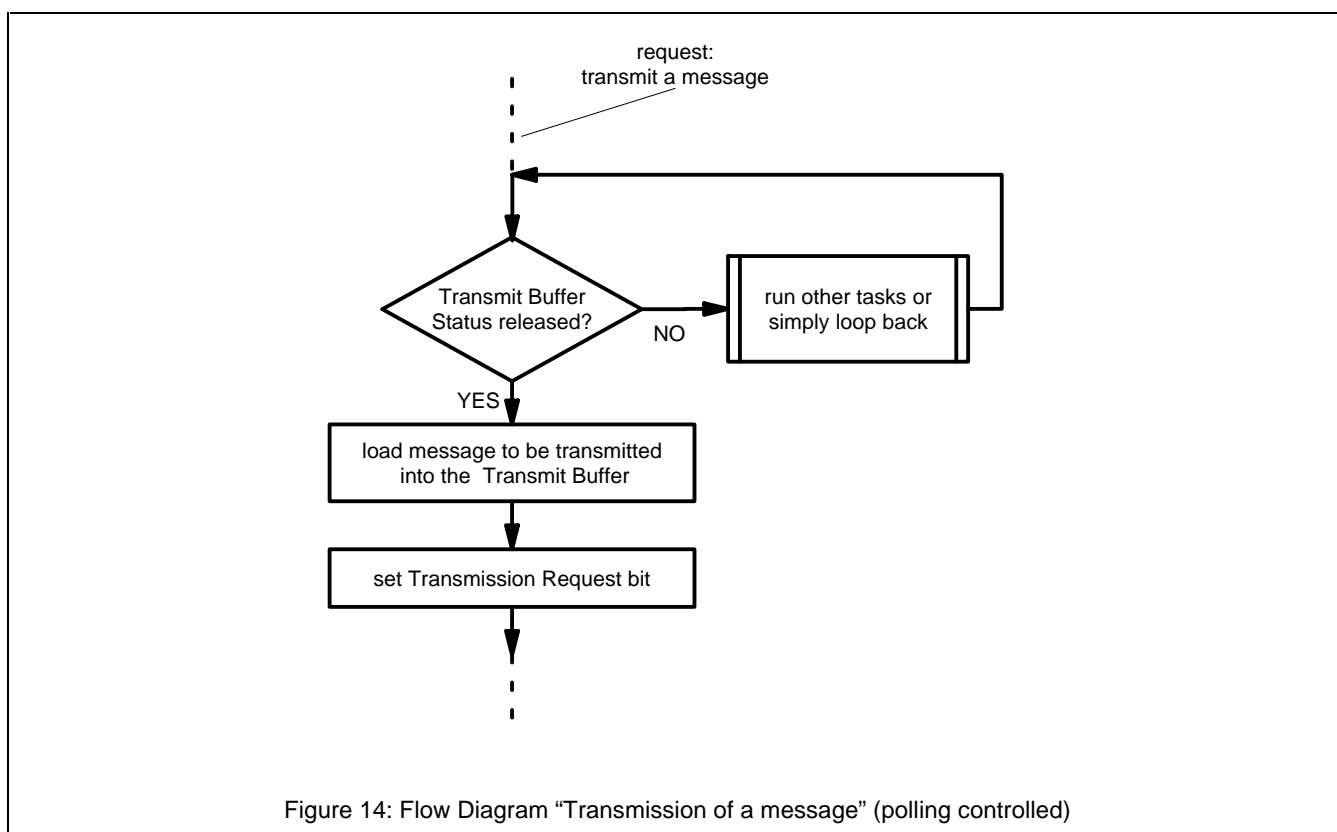 request:
transmit a message
Transmit Buffer
Status released?
NO
run other tasks or
simply loop back
YES
load message to be transmitted
into the Transmit Buffer
set Transmission Request bit
Figure 14: Flow Diagram “Transmission of a message” (polling controlled)